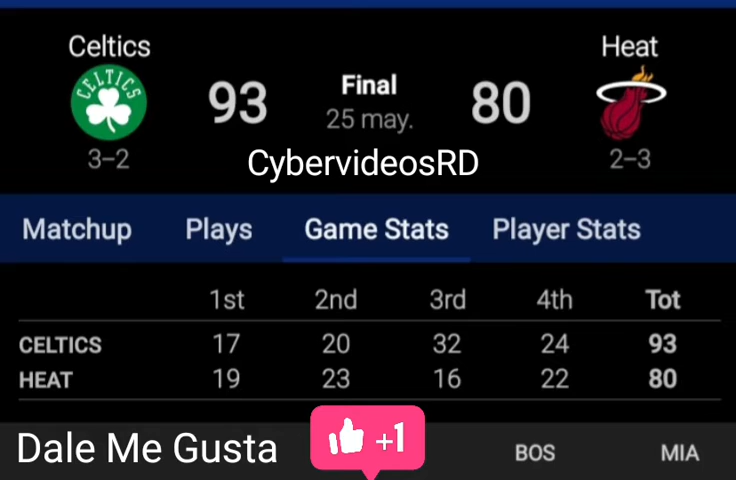 Celtics
Heat
CELTICS
93
Final
80
25 may.
3–2
CybervideosRD
2–3
Matchup Plays Game Stats Player Stats
1st 2nd 3rd 4th Tot
CELTICS 17 20 32 24 93
HEAT 19 23 16 22 80
Dale Me Gusta
+1
BOS MIA